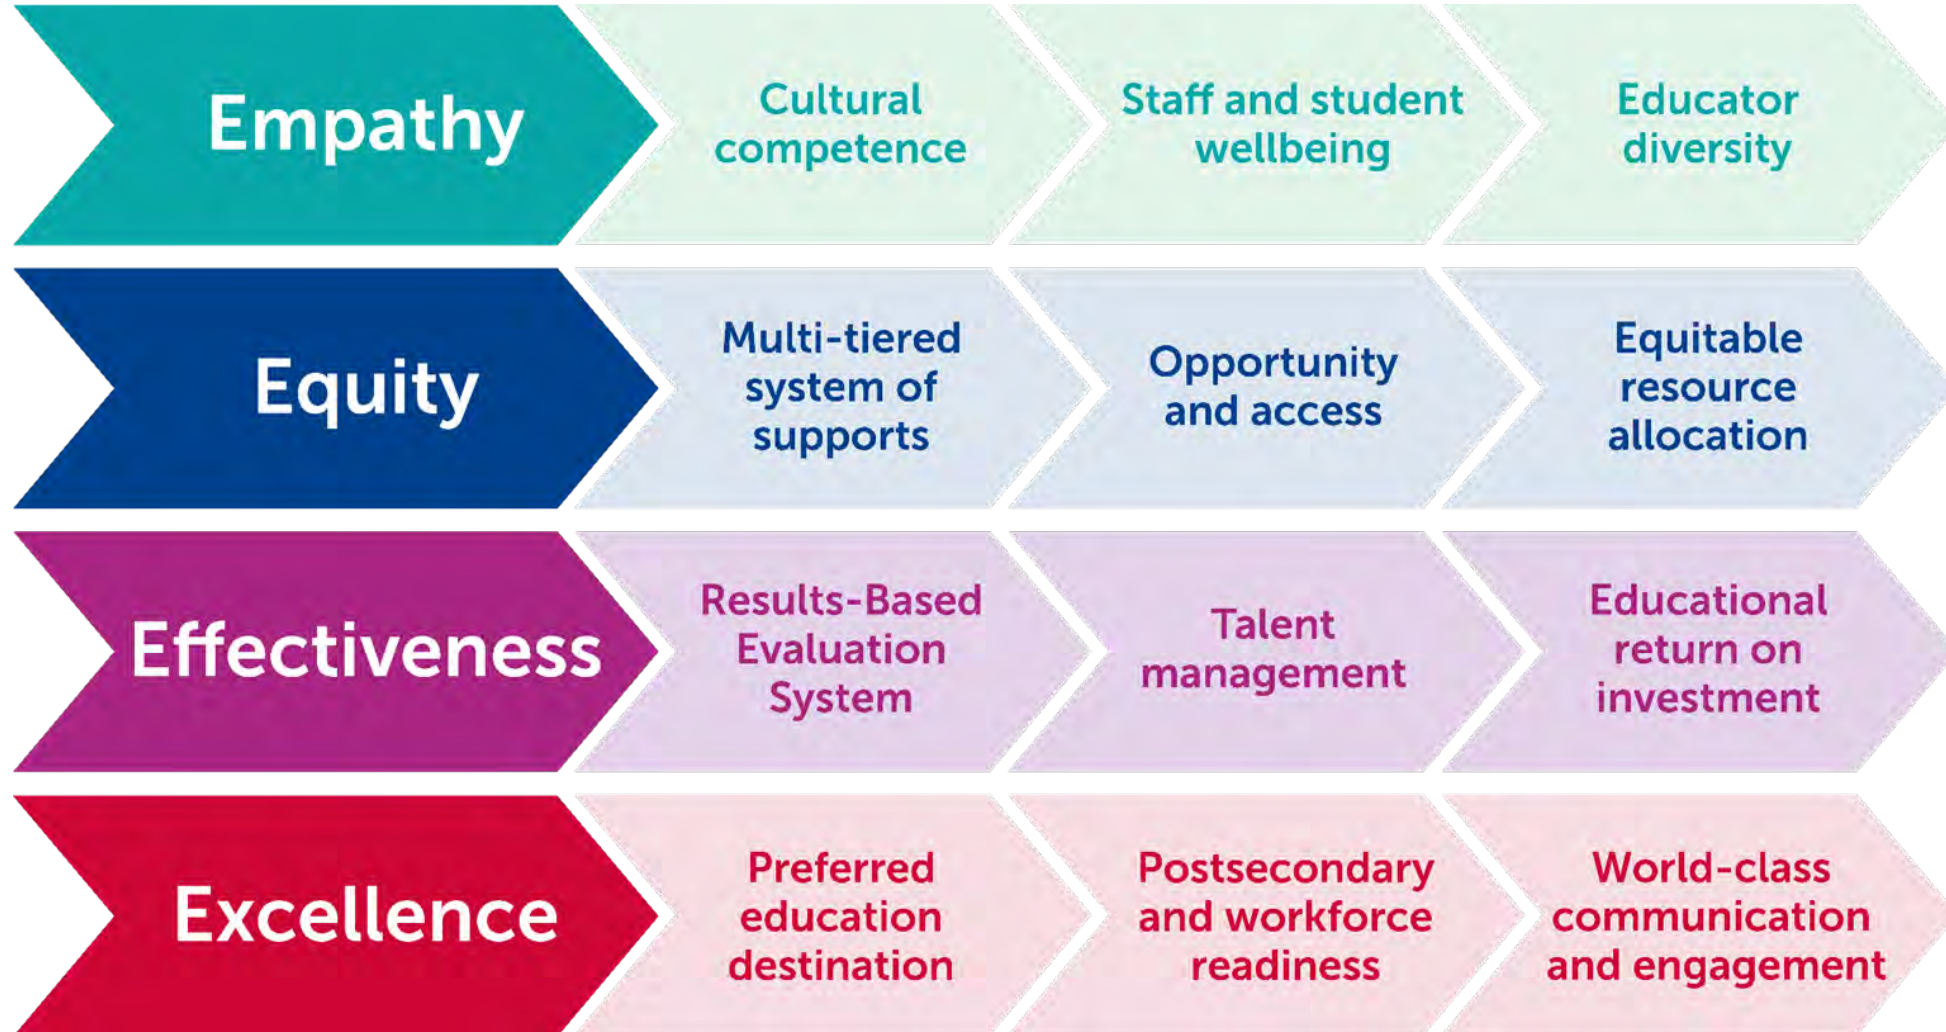 Empathy
Cultural
competence
Staff and student
wellbeing
Educator
diversity
Equity
Multi-tiered
system of
supports
Opportunity
and access
Equitable
resource
allocation
Effectiveness
Results-Based
Evaluation
System
Talent
management
Educational
return on
investment
Excellence
Preferred
education
destination
Postsecondary
and workforce
readiness
World-class
communication
and engagement